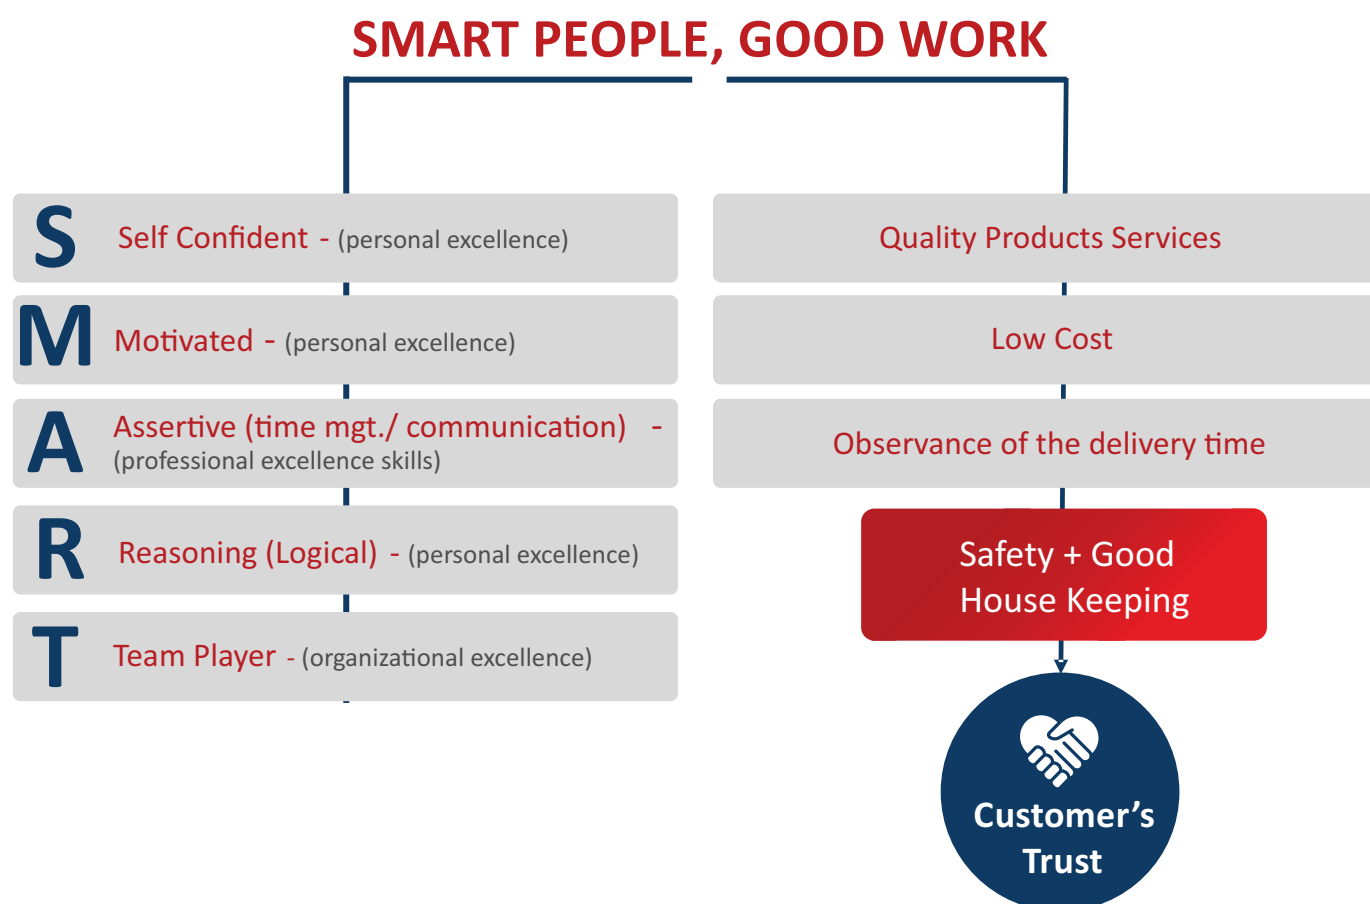 SMART PEOPLE, GOOD WORK
S
Self Confident - (personal excellence)
M
Motivated - (personal excellence)
A
Assertive (time mgt./ communication) -
(professional excellence skills)
R
Reasoning (Logical) - (personal excellence)
T
Team Player - (organizational excellence)
Quality Products Services
Low Cost
Observance of the delivery time
Safety + Good
House Keeping
Customer’s
Trust